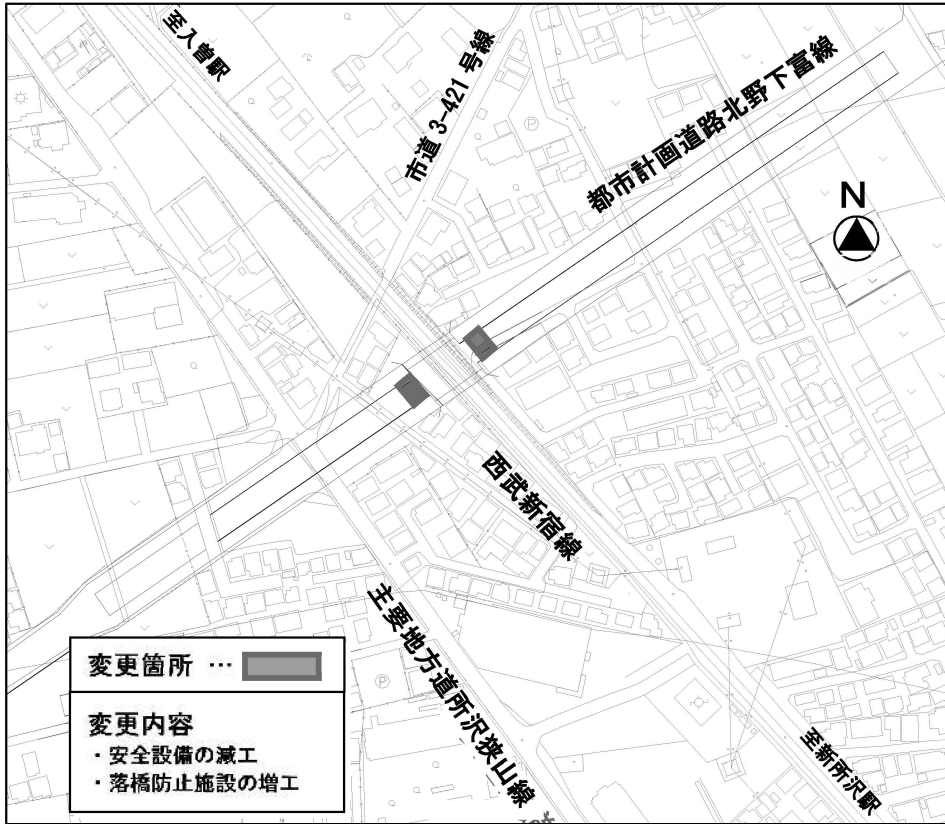 至入曽駅
市道 3-421 号線
都市計画道路北野下富線
N
P
西武新宿線
主要地方道所沢狭山線
至新所沢駅
P
変更箇所 …
変更内容
・安全設備の減工
・落橋防止施設の増工